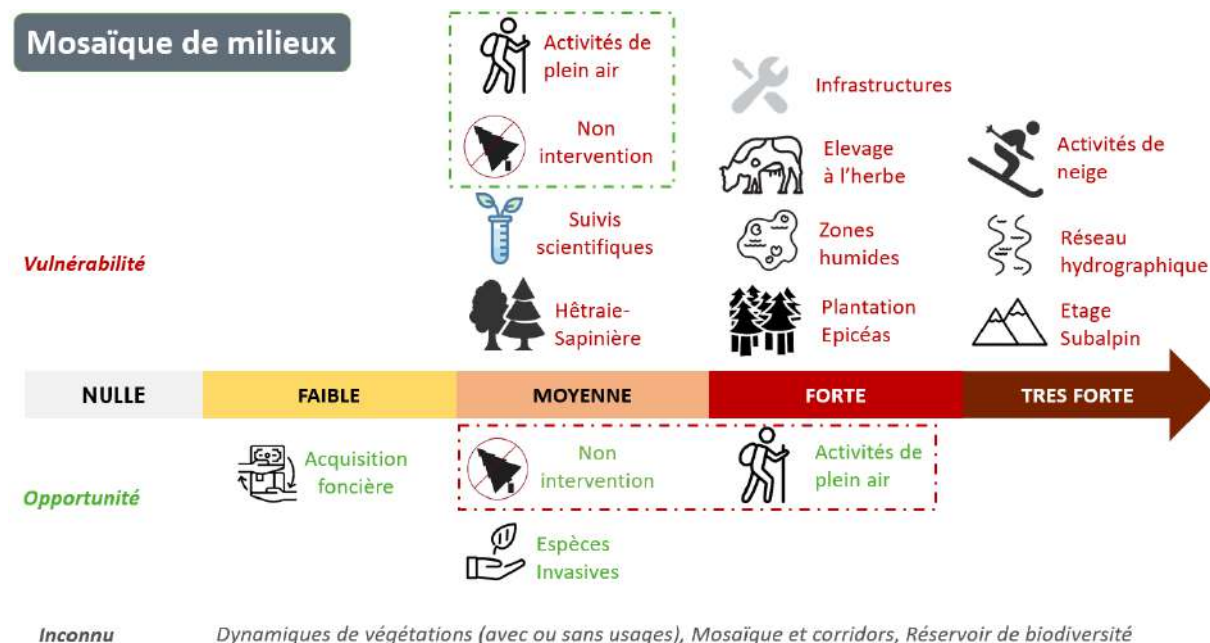 Mosaïque de milieux
Activités de
plein air
Non
intervention
Suivis
scientifiques
Hêtraie-
Sapinière
Infrastructures
Elevage
à l'herbe
Zones
humides
Plantation
Epicéas
Activités de
neige
Réseau
hydrographique
Etage
Subalpin
Vulnérabilité
NULLE
FAIBLE
MOYENNE
FORTE
TRES FORTE
Opportunité
Acquisition
foncière
Non
intervention
Activités de
plein air
Espèces
Invasives
Inconnu
Dynamiques de végétations (avec ou sans usages), Mosaïque et corridors, Réservoir de biodiversité